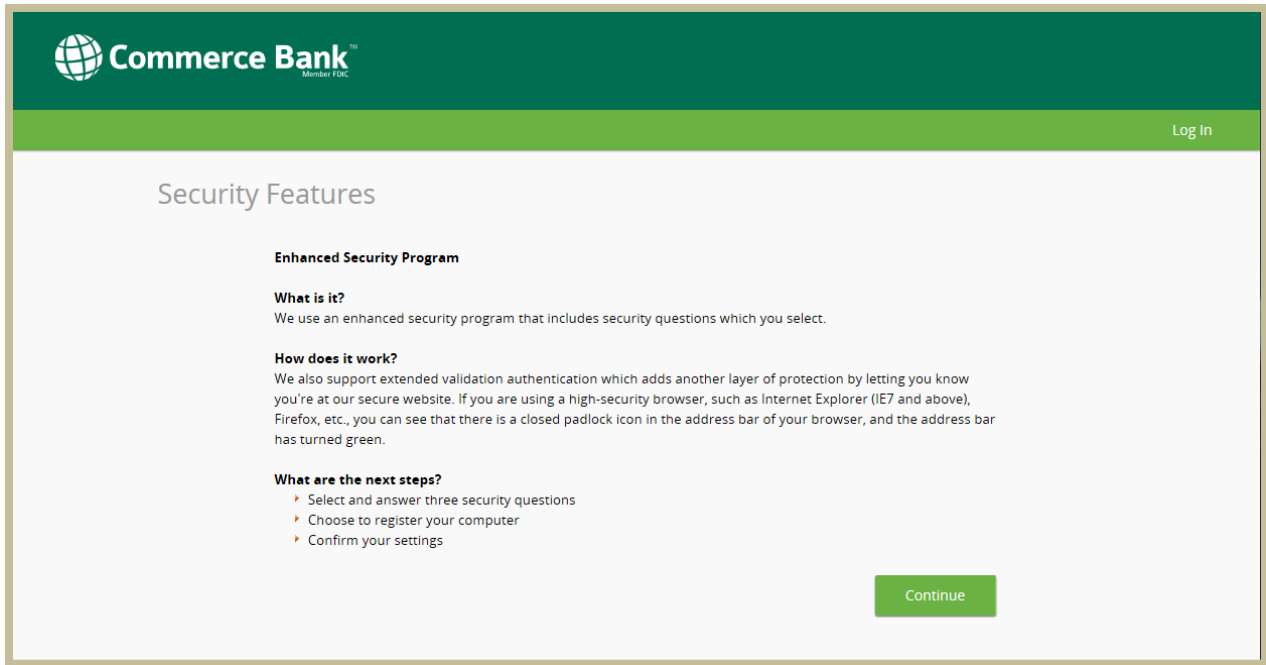 Commerce Bank™
Member FDIC
Log In
Security Features
Enhanced Security Program
What is it?
We use an enhanced security program that includes security questions which you select.
How does it work?
We also support extended validation authentication which adds another layer of protection by letting you know
you're at our secure website. If you are using a high-security browser, such as Internet Explorer (IE7 and above),
Firefox, etc., you can see that there is a closed padlock icon in the address bar of your browser, and the address bar
has turned green.
What are the next steps?
Select and answer three security questions
Choose to register your computer
Confirm your settings
Continue